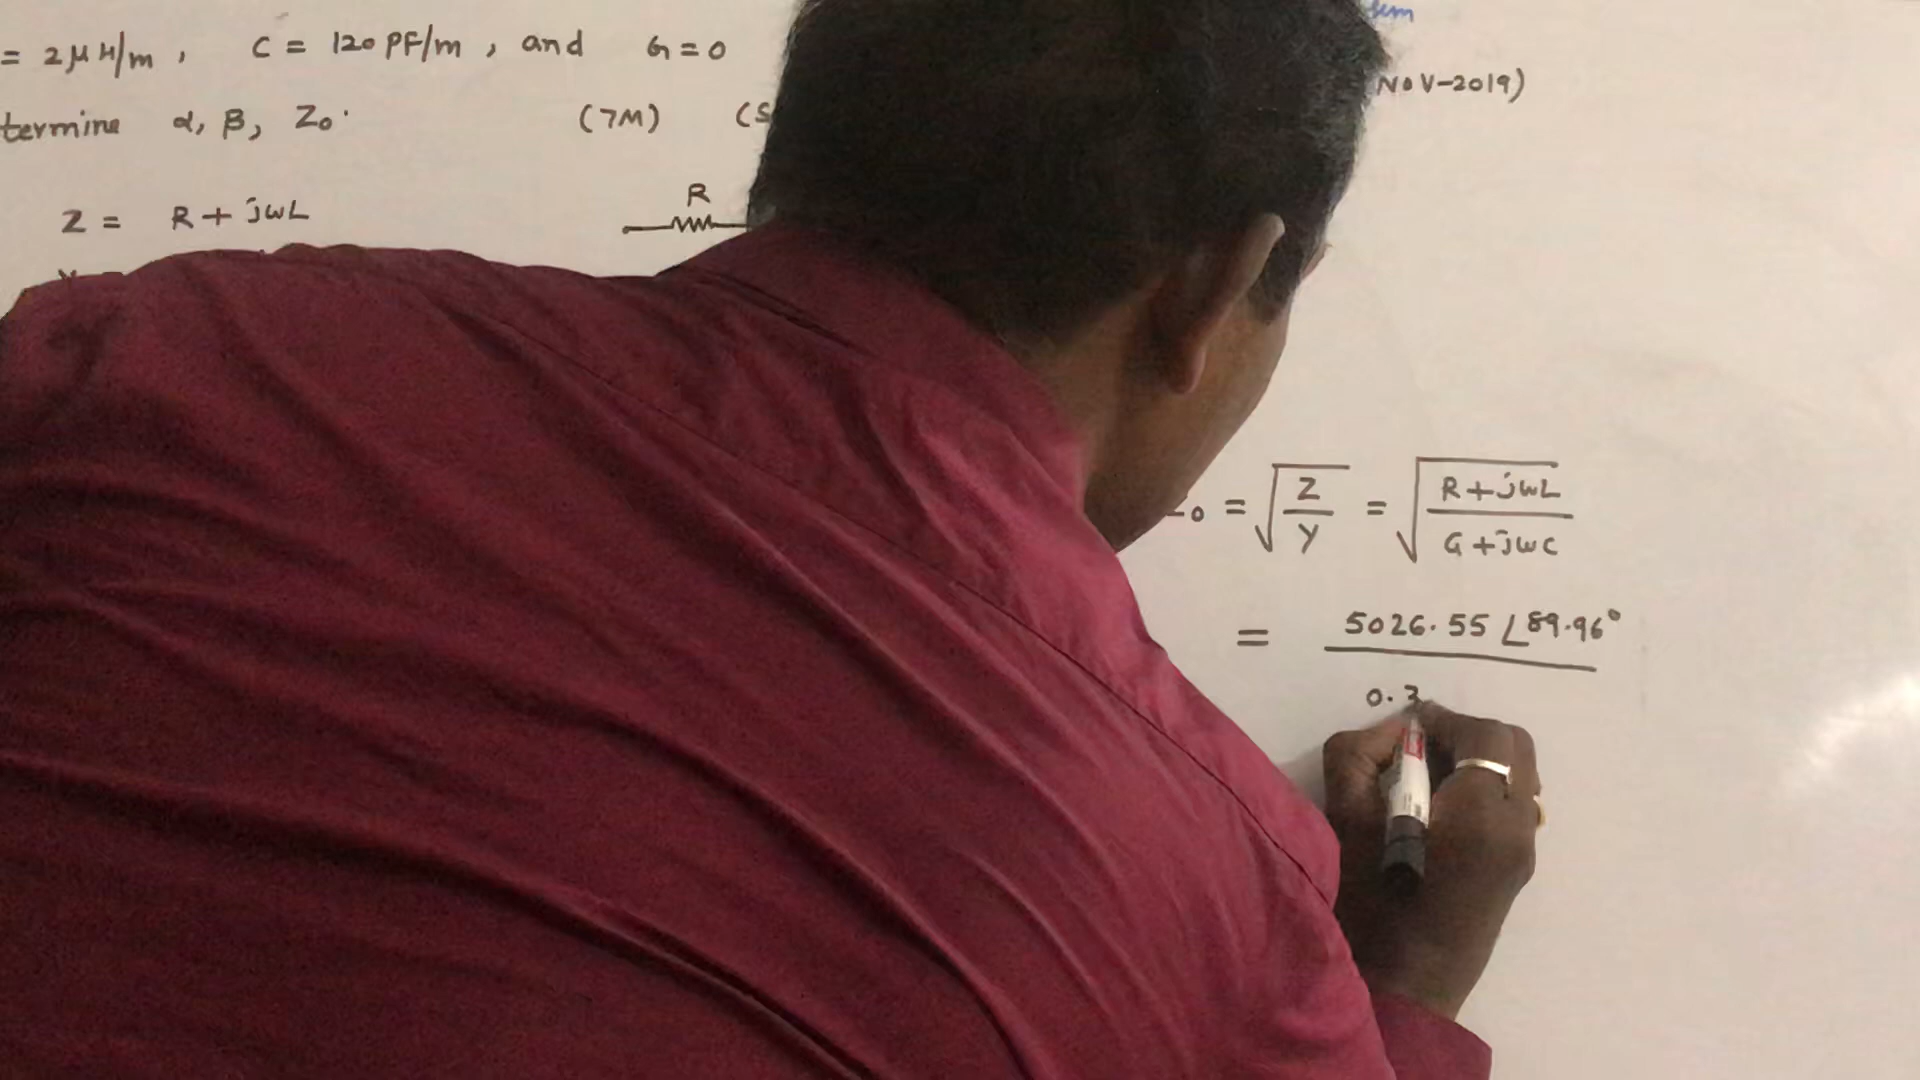 = 2μH/m, C = 120 PF/m, and G = 0
termine α, β, Z₀. (7M)
NOV-2019)
Z = R + jωL
R
₀ = √(Z/Y) = √((R + jωL)/(G + jωC))
= 5026.55 ∠89.96°
0.3